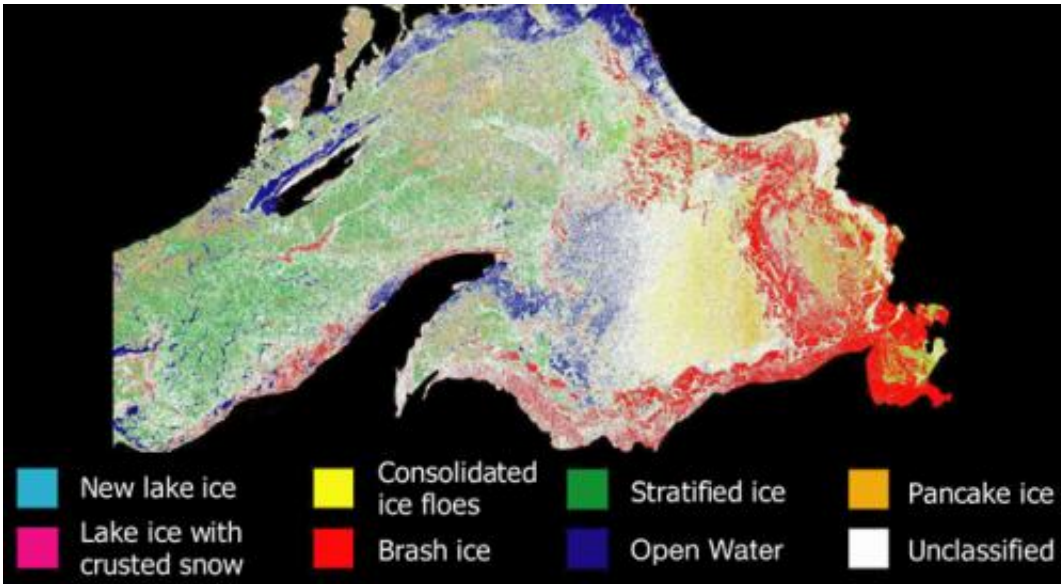 New lake ice
Consolidated
ice floes
Stratified ice
Pancake ice
Lake ice with
crusted snow
Brash ice
Open Water
Unclassified